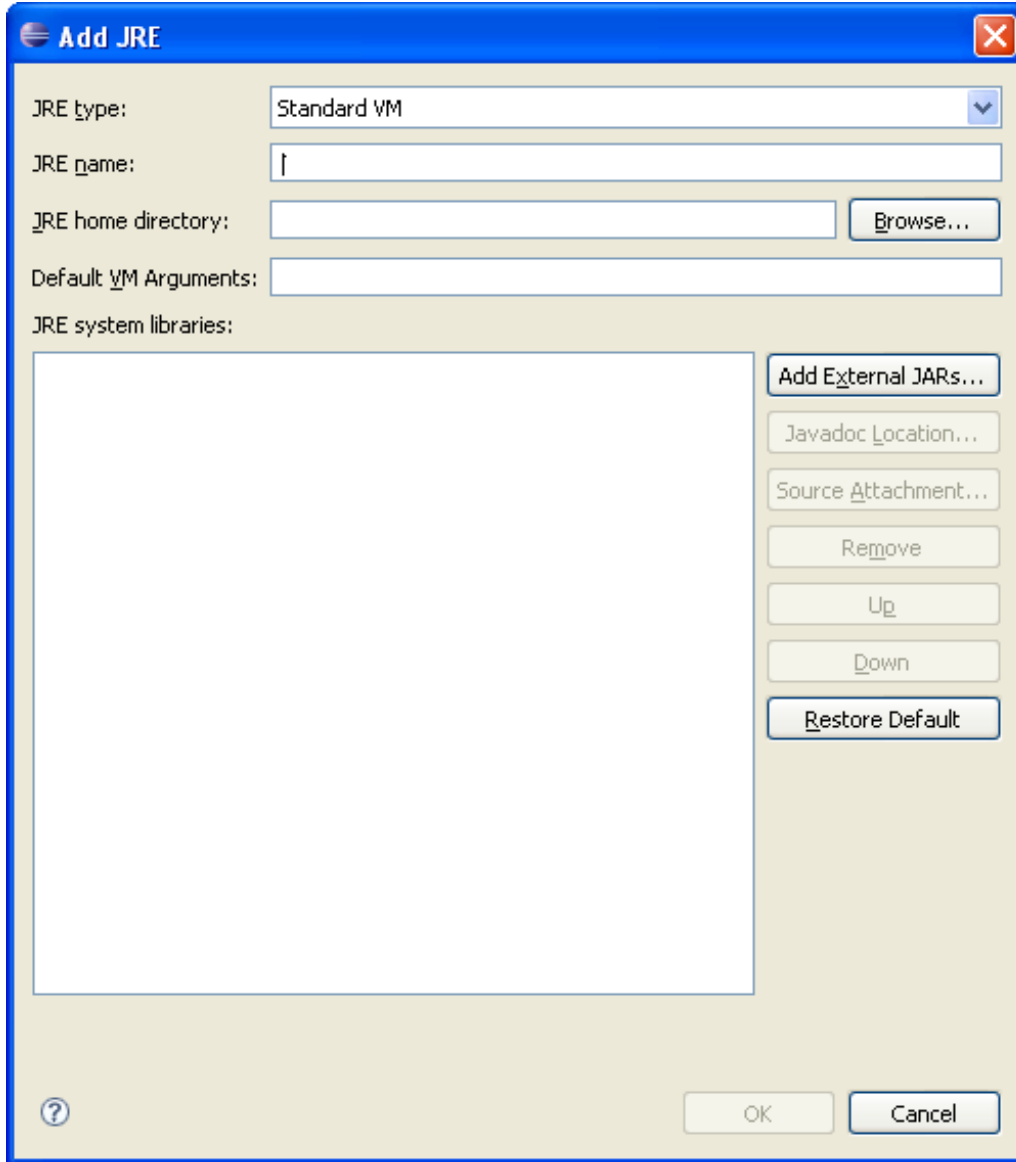 Add JRE
JRE type:
Standard VM
JRE name:
JRE home directory:
Browse...
Default VM Arguments:
JRE system libraries:
Add External JARs...
Javadoc Location...
Source Attachment...
Remove
Up
Down
Restore Default
?
OK
Cancel